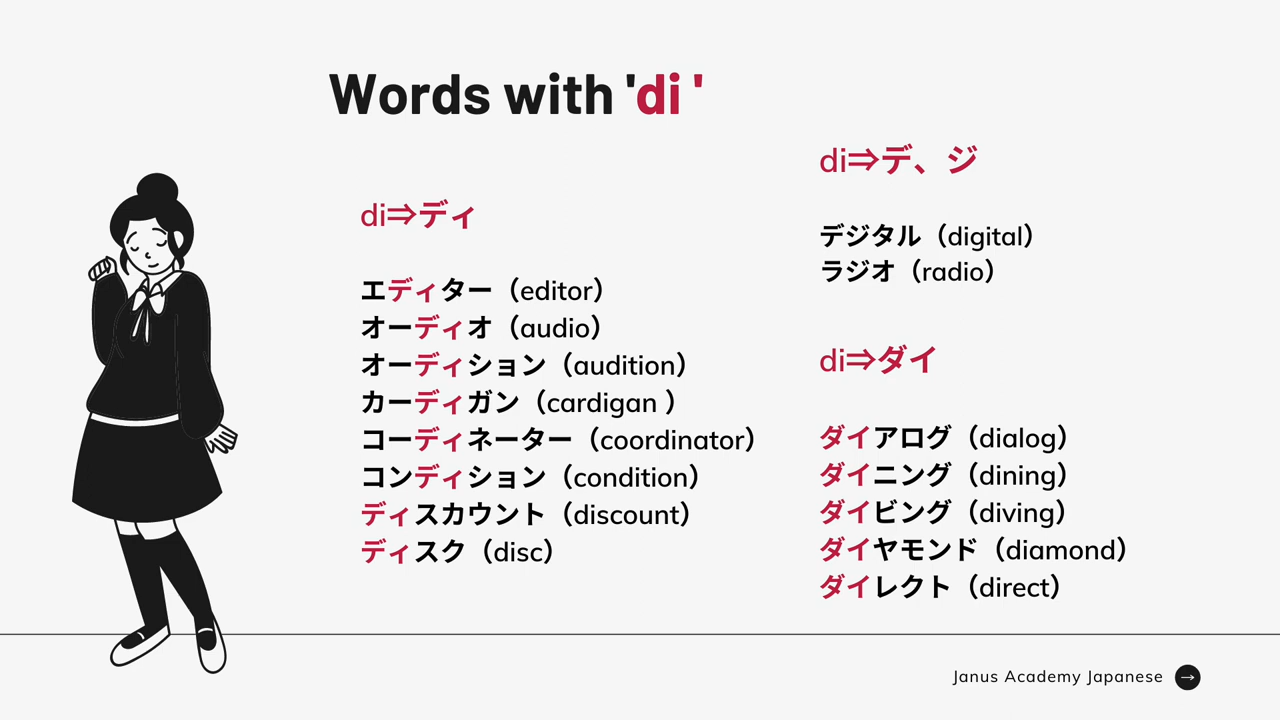 Words with 'di '
di⇒ディ
エディター（editor）
オーディオ（audio）
オーディション（audition）
カーディガン（cardigan ）
コーディネーター（coordinator）
コンディション（condition）
ディスカウント（discount）
ディスク（disc）
di⇒デ、ジ
デジタル（digital）
ラジオ（radio）
di⇒ダイ
ダイアログ（dialog）
ダイニング（dining）
ダイビング（diving）
ダイヤモンド（diamond）
ダイレクト（direct）
Janus Academy Japanese →